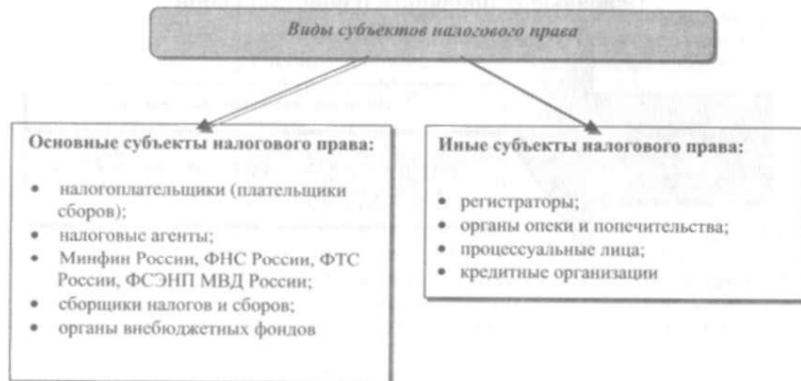 Виды субъектов налогового права
Основные субъекты налогового права:
• налогоплательщики (плательщики
сборов);
• налоговые агенты;
• Минфин России, ФНС России, ФТС
России, ФСЭНП МВД России;
• сборщики налогов и сборов;
• органы внебюджетных фондов
Иные субъекты налогового права:
• регистраторы;
• органы опеки и попечительства;
• процессуальные лица;
• кредитные организации